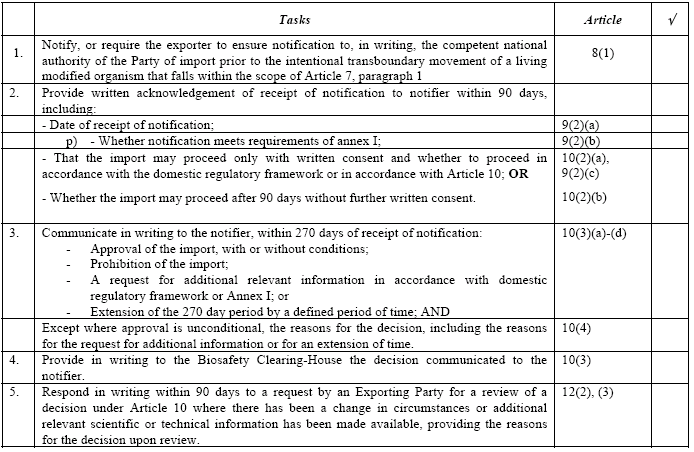 Tasks Article √
1. Notify, or require the exporter to ensure notification to, in writing, the competent national
authority of the Party of import prior to the intentional transboundary movement of a living
modified organism that falls within the scope of Article 7, paragraph 1
8(1)
2. Provide written acknowledgement of receipt of notification to notifier within 90 days,
including:
- Date of receipt of notification; 9(2)(a)
p) - Whether notification meets requirements of annex I; 9(2)(b)
- That the import may proceed only with written consent and whether to proceed in 10(2)(a),
accordance with the domestic regulatory framework or in accordance with Article 10; OR 9(2)(c)
- Whether the import may proceed after 90 days without further written consent. 10(2)(b)
3. Communicate in writing to the notifier, within 270 days of receipt of notification: 10(3)(a)-(d)
- Approval of the import, with or without conditions;
- Prohibition of the import;
- A request for additional relevant information in accordance with domestic
regulatory framework or Annex I; or
- Extension of the 270 day period by a defined period of time; AND
Except where approval is unconditional, the reasons for the decision, including the reasons 10(4)
for the request for additional information or for an extension of time.
4. Provide in writing to the Biosafety Clearing-House the decision communicated to the 10(3)
notifier.
5. Respond in writing within 90 days to a request by an Exporting Party for a review of a 12(2), (3)
decision under Article 10 where there has been a change in circumstances or additional
relevant scientific or technical information has been made available, providing the reasons
for the decision upon review.